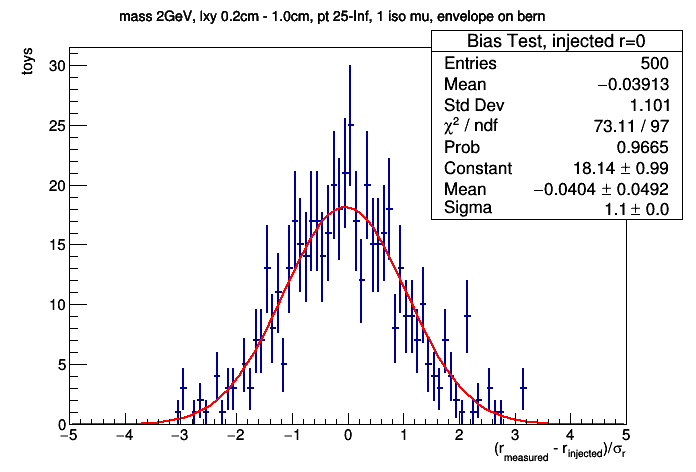 mass 2GeV, lxy 0.2cm - 1.0cm, pt 25-Inf, 1 iso mu, envelope on bern
Bias Test, injected r=0
Entries 500
Mean −0.03913
Std Dev 1.101
χ² / ndf 73.11 / 97
Prob 0.9665
Constant 18.14 ± 0.99
Mean −0.0404 ± 0.0492
Sigma 1.1 ± 0.0
toys
30
25
20
15
10
5
0
−5 −4 −3 −2 −1 0 1 2 3 4 5
(r_measured - r_injected)/σ_r